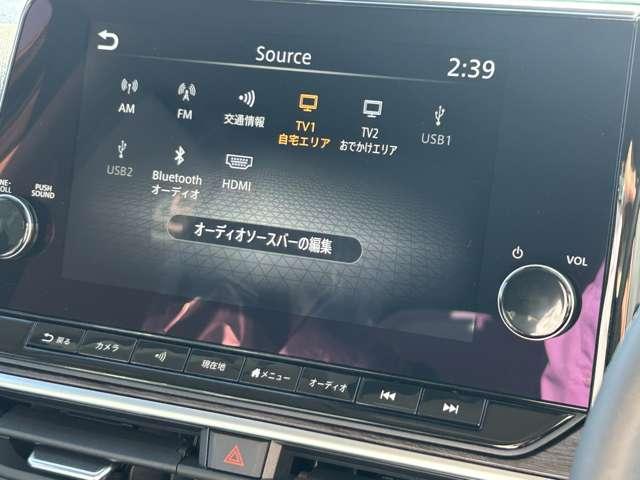 Source
2:39
AM
FM
交通情報
TV1
自宅エリア
TV2
おでかけエリア
USB1
USB2
Bluetooth
オーディオ
HDMI
オーディオソースバーの編集
PUSH
SOUND
VOL
戻る
カメラ
現在地
メニュー
オーディオ